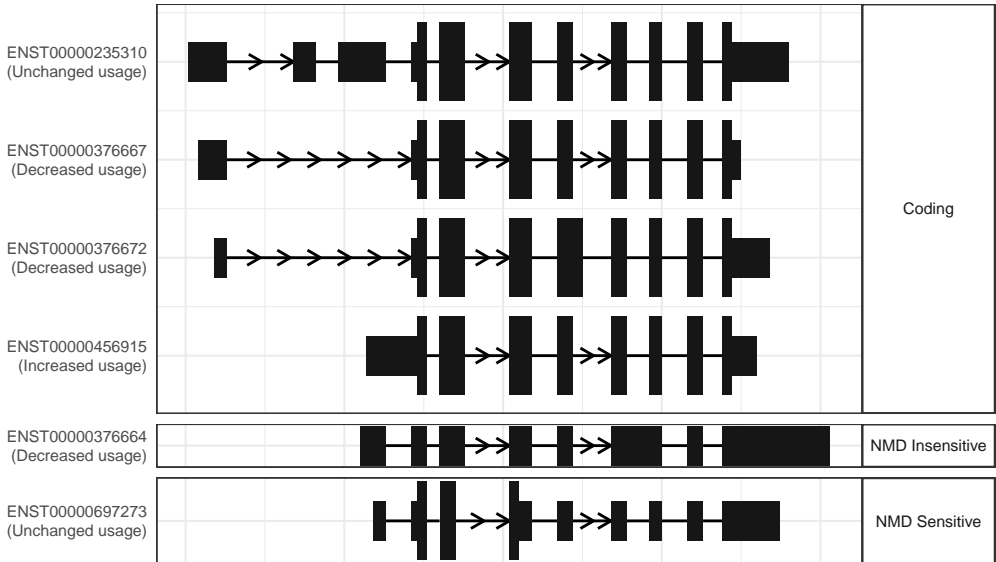 ENST00000235310
(Unchanged usage)
ENST00000376667
(Decreased usage)
Coding
ENST00000376672
(Decreased usage)
ENST00000456915
(Increased usage)
ENST00000376664
(Decreased usage)
NMD Insensitive
ENST00000697273
(Unchanged usage)
NMD Sensitive